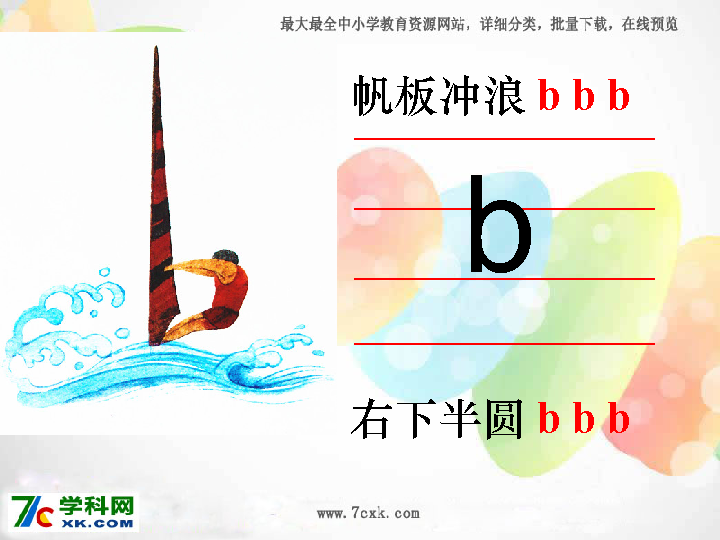 最大最全中小学教育资源网站，详细分类，批量下载，在线预览
帆板冲浪 b b b
b
右下半圆 b b b
7c 学科网
XK.COM
www.7cxk.com